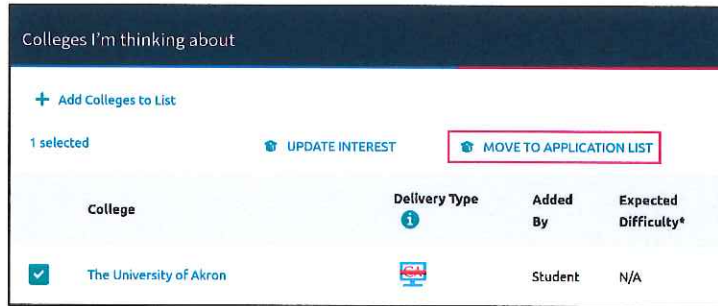 Colleges I'm thinking about
+ Add Colleges to List
1 selected
UPDATE INTEREST
MOVE TO APPLICATION LIST
College
Delivery Type
Added By
Expected Difficulty*
The University of Akron
CA
Student
N/A